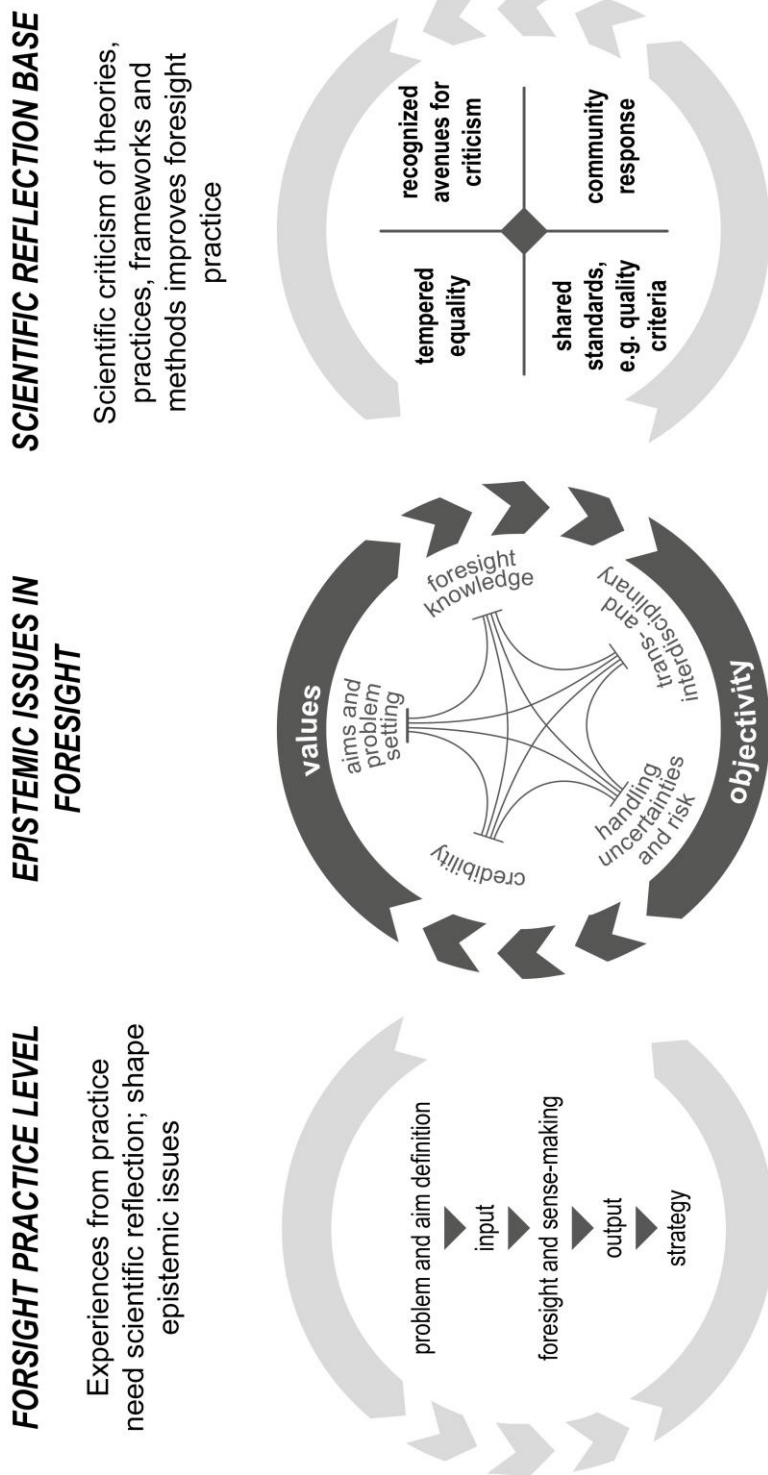 FORSIGHT PRACTICE LEVEL
Experiences from practice
need scientific reflection; shape
epistemic issues
problem and aim definition
input
foresight and sense-making
output
strategy
EPISTEMIC ISSUES IN
FORESIGHT
values
aims and
problem
setting
foresight
knowledge
trans- and
interdisciplinary
handling
uncertainties
and risk
credibility
objectivity
SCIENTIFIC REFLECTION BASE
Scientific criticism of theories,
practices, frameworks and
methods improves foresight
practice
tempered
equality
recognized
avenues for
criticism
shared
standards,
e.g. quality
criteria
community
response